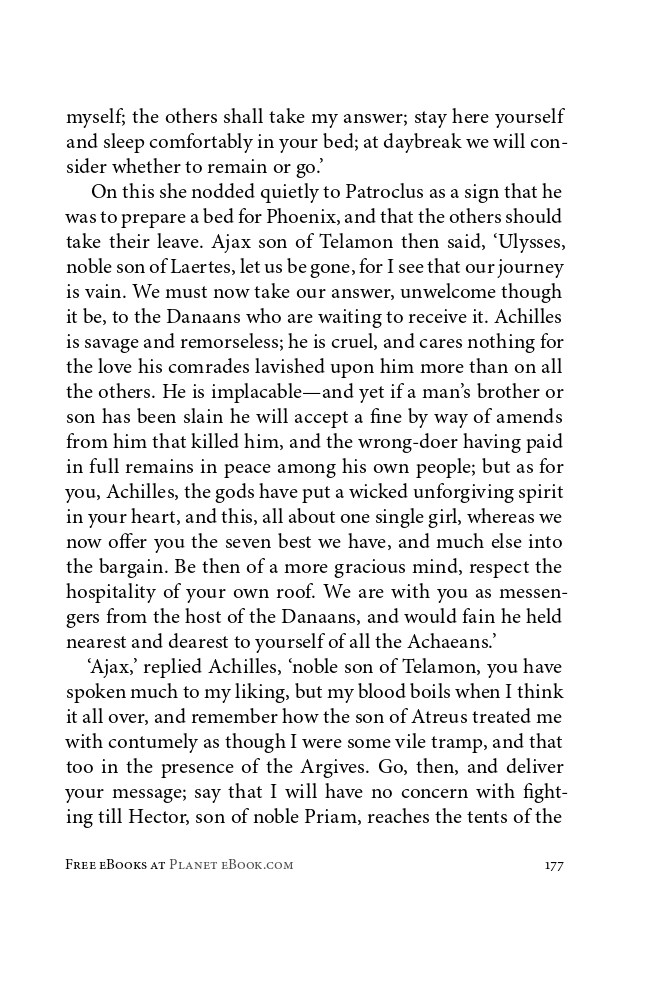 myself; the others shall take my answer; stay here yourself
and sleep comfortably in your bed; at daybreak we will con-
sider whether to remain or go.’
On this she nodded quietly to Patroclus as a sign that he
was to prepare a bed for Phoenix, and that the others should
take their leave. Ajax son of Telamon then said, ‘Ulysses,
noble son of Laertes, let us be gone, for I see that our journey
is vain. We must now take our answer, unwelcome though
it be, to the Danaans who are waiting to receive it. Achilles
is savage and remorseless; he is cruel, and cares nothing for
the love his comrades lavished upon him more than on all
the others. He is implacable—and yet if a man’s brother or
son has been slain he will accept a fine by way of amends
from him that killed him, and the wrong-doer having paid
in full remains in peace among his own people; but as for
you, Achilles, the gods have put a wicked unforgiving spirit
in your heart, and this, all about one single girl, whereas we
now offer you the seven best we have, and much else into
the bargain. Be then of a more gracious mind, respect the
hospitality of your own roof. We are with you as messen-
gers from the host of the Danaans, and would fain he held
nearest and dearest to yourself of all the Achaeans.’
‘Ajax,’ replied Achilles, ‘noble son of Telamon, you have
spoken much to my liking, but my blood boils when I think
it all over, and remember how the son of Atreus treated me
with contumely as though I were some vile tramp, and that
too in the presence of the Argives. Go, then, and deliver
your message; say that I will have no concern with fight-
ing till Hector, son of noble Priam, reaches the tents of the
Free eBooks at Planet eBook.com 177